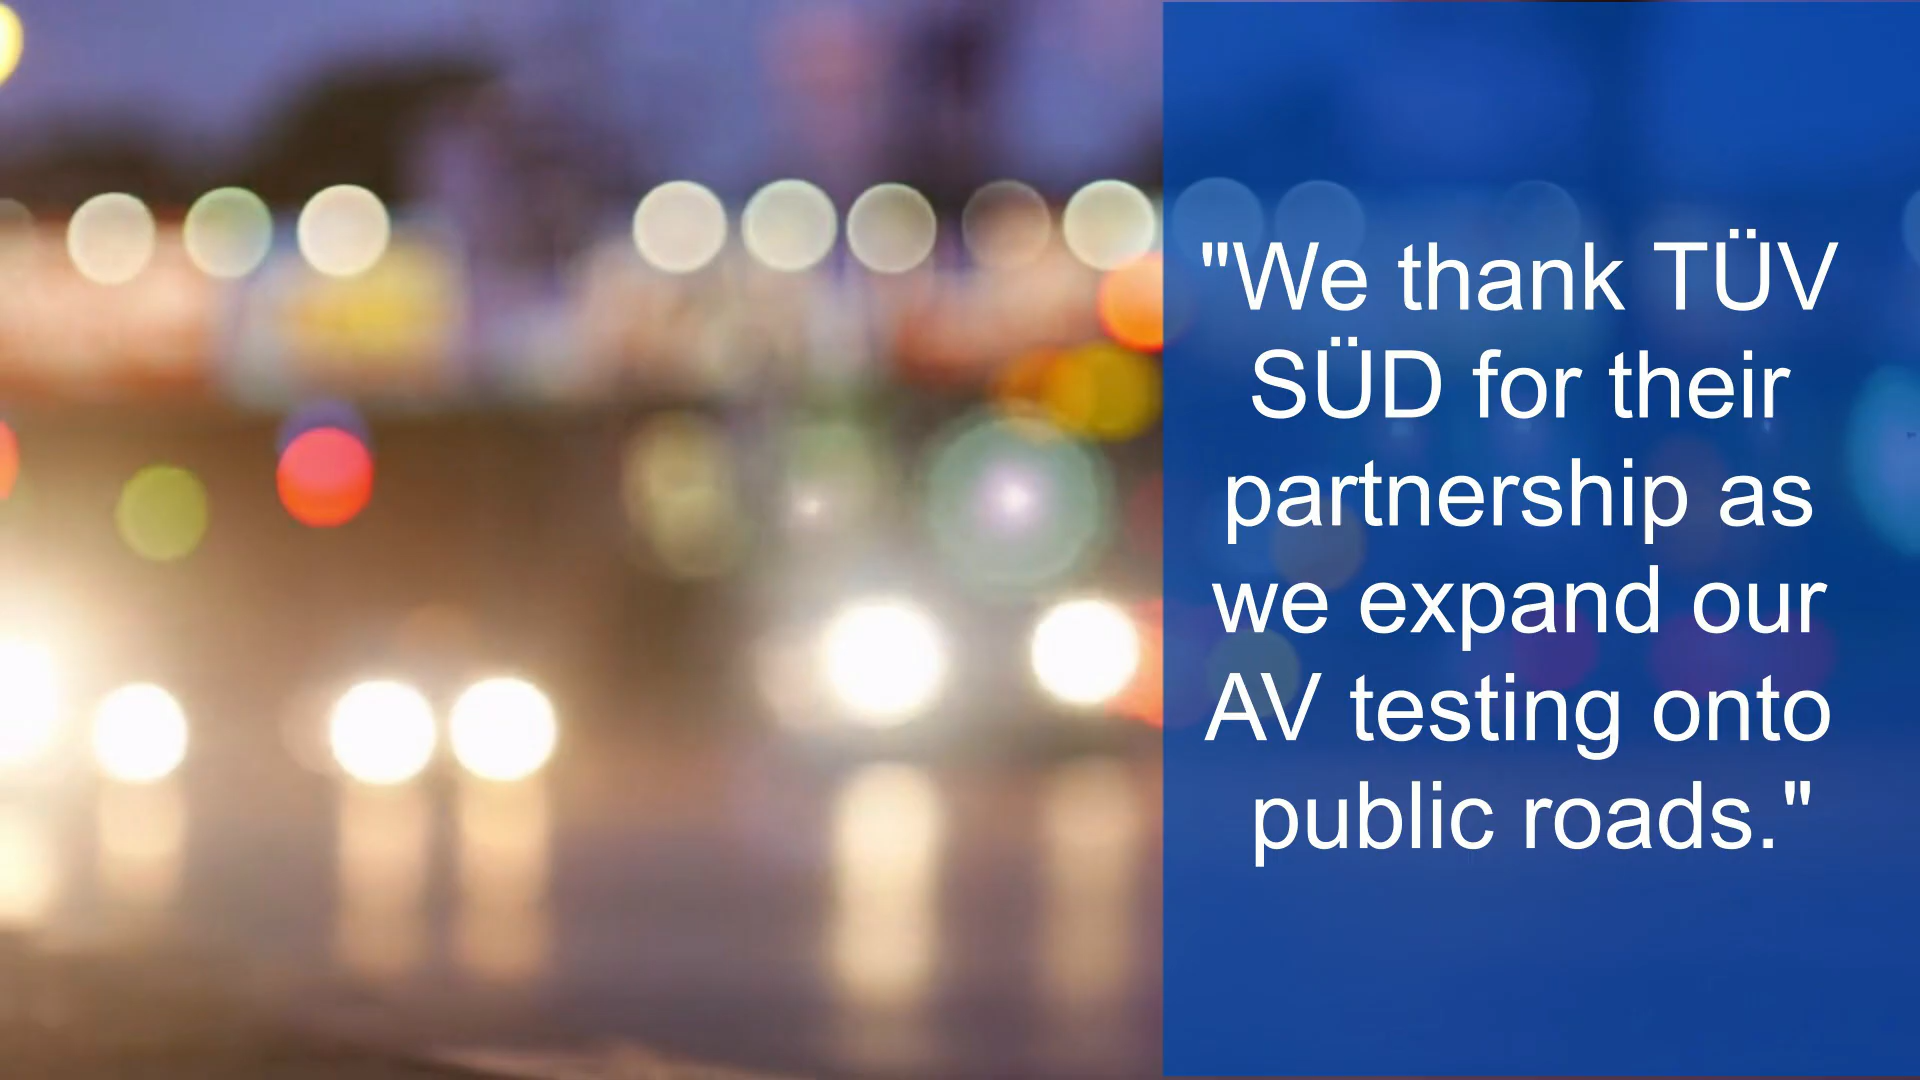 "We thank TÜV
SÜD for their
partnership as
we expand our
AV testing onto
public roads."